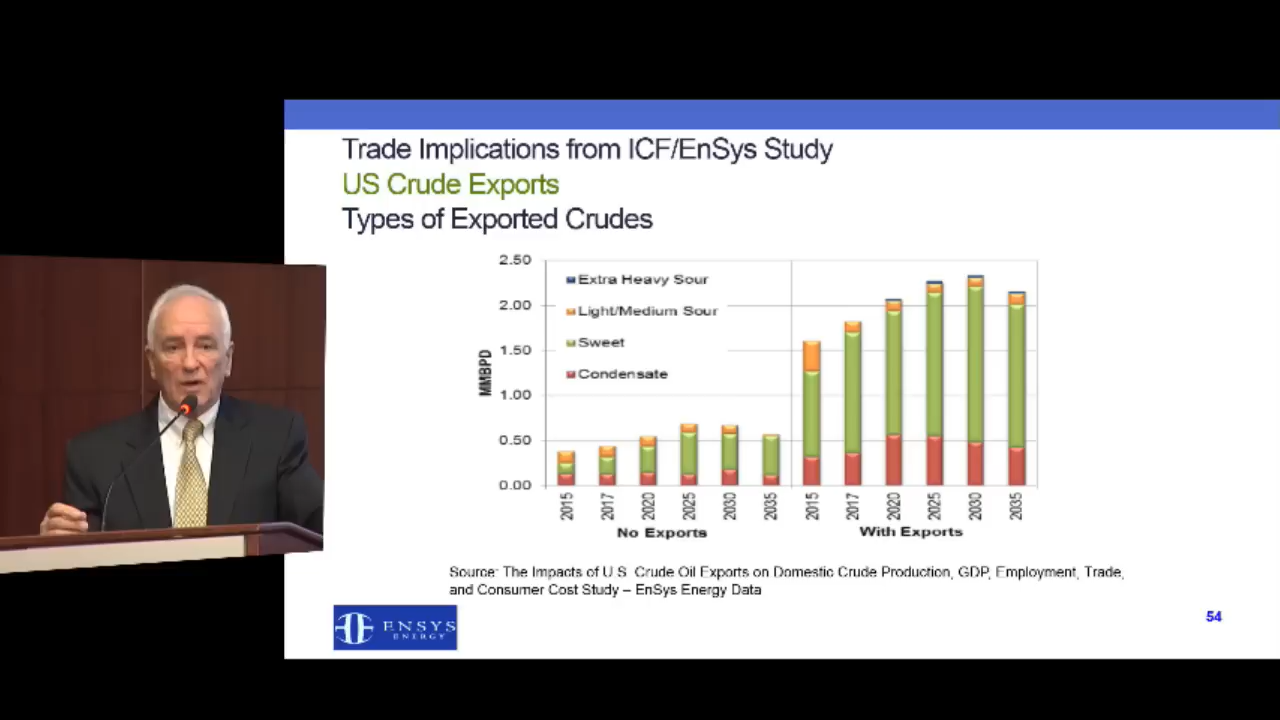 Trade Implications from ICF/EnSys Study
US Crude Exports
Types of Exported Crudes
2.50
2.00
1.50
1.00
0.50
0.00
MMBPD
Extra Heavy Sour
Light/Medium Sour
Sweet
Condensate
2015 2017 2020 2025 2030 2035 2015 2017 2020 2025 2030 2035
No Exports With Exports
Source: The Impacts of U.S. Crude Oil Exports on Domestic Crude Production, GDP, Employment, Trade,
and Consumer Cost Study – EnSys Energy Data
ENSYS
ENERGY
54